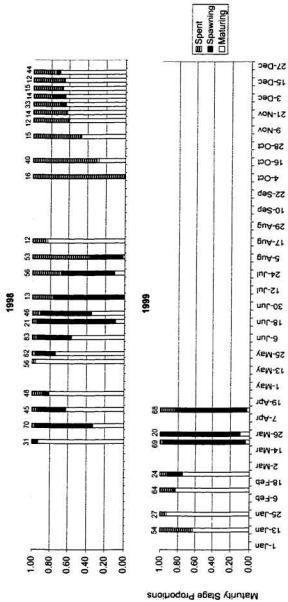 1998
31 70 45 48 56 62 83 21 46 13 56 53 12 16 40 15 12 14 33 14 15 12 44
1.00
0.80
0.60
0.40
0.20
0.00
1999
54 27 64 24 69 20 68
1.00
0.80
0.60
0.40
0.20
0.00
Maturity Stage Proportions
1-Jan 13-Jan 25-Jan 6-Feb 18-Feb 2-Mar 14-Mar 26-Mar 7-Apr 19-Apr 1-May 13-May 25-May 6-Jun 18-Jun 30-Jun 12-Jul 24-Jul 5-Aug 17-Aug 29-Aug 10-Sep 22-Sep 4-Oct 16-Oct 28-Oct 9-Nov 21-Nov 3-Dec 15-Dec 27-Dec
Spent
Spawning
Maturing